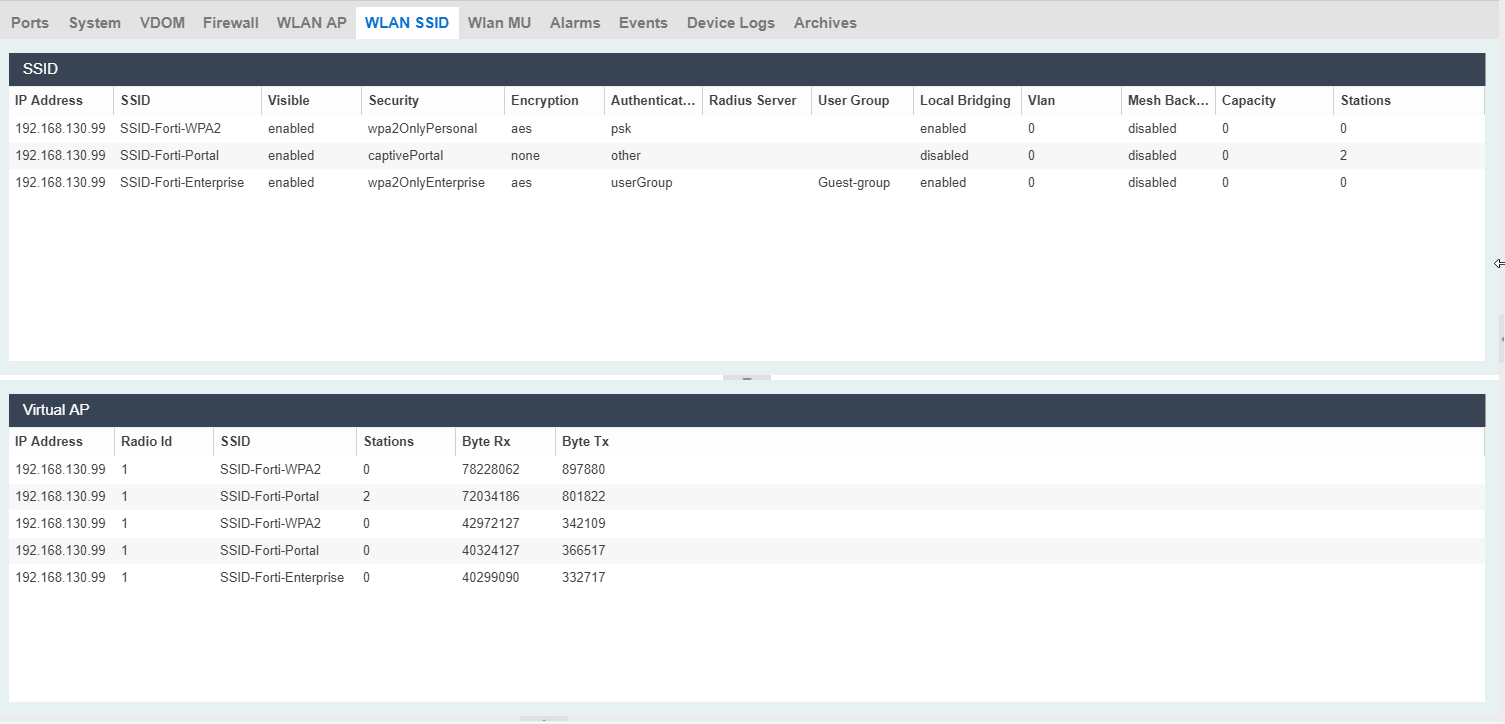 Ports System VDOM Firewall WLAN AP WLAN SSID Wlan MU Alarms Events Device Logs Archives
SSID
IP Address SSID Visible Security Encryption Authenticat... Radius Server User Group Local Bridging Vlan Mesh Back... Capacity Stations
192.168.130.99 SSID-Forti-WPA2 enabled wpa2OnlyPersonal aes psk enabled 0 disabled 0 0
192.168.130.99 SSID-Forti-Portal enabled captivePortal none other disabled 0 disabled 0 2
192.168.130.99 SSID-Forti-Enterprise enabled wpa2OnlyEnterprise aes userGroup Guest-group enabled 0 disabled 0 0
Virtual AP
IP Address Radio Id SSID Stations Byte Rx Byte Tx
192.168.130.99 1 SSID-Forti-WPA2 0 78228062 897880
192.168.130.99 1 SSID-Forti-Portal 2 72034186 801822
192.168.130.99 1 SSID-Forti-WPA2 0 42972127 342109
192.168.130.99 1 SSID-Forti-Portal 0 40324127 366517
192.168.130.99 1 SSID-Forti-Enterprise 0 40299090 332717